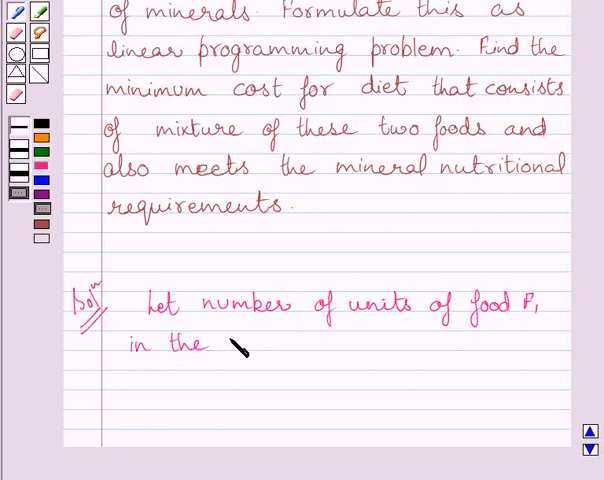 of minerals. Formulate this as
linear programming problem. Find the
minimum cost for diet that consists
of mixture of these two foods and
also meets the mineral nutritional
requirements.
Solⁿ Let number of units of food F₁
in the